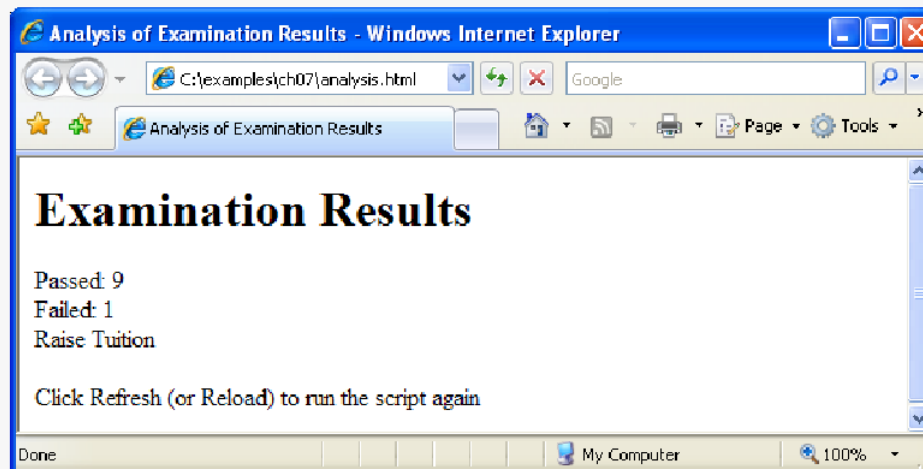 Analysis of Examination Results - Windows Internet Explorer
C:\examples\ch07\analysis.html Google
Analysis of Examination Results Page Tools »
Examination Results
Passed: 9
Failed: 1
Raise Tuition
Click Refresh (or Reload) to run the script again
Done My Computer 100%